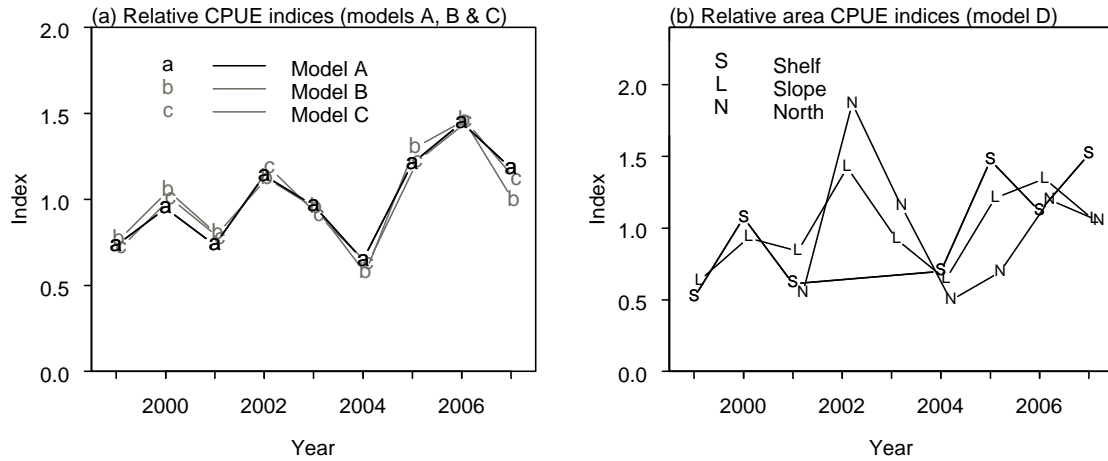 (a) Relative CPUE indices (models A, B & C)
2.0
1.5
1.0
0.5
0.0
Index
a Model A
b Model B
c Model C
2000 2002 2004 2006
Year
(b) Relative area CPUE indices (model D)
2.0
1.5
1.0
0.5
0.0
Index
S Shelf
L Slope
N North
2000 2002 2004 2006
Year